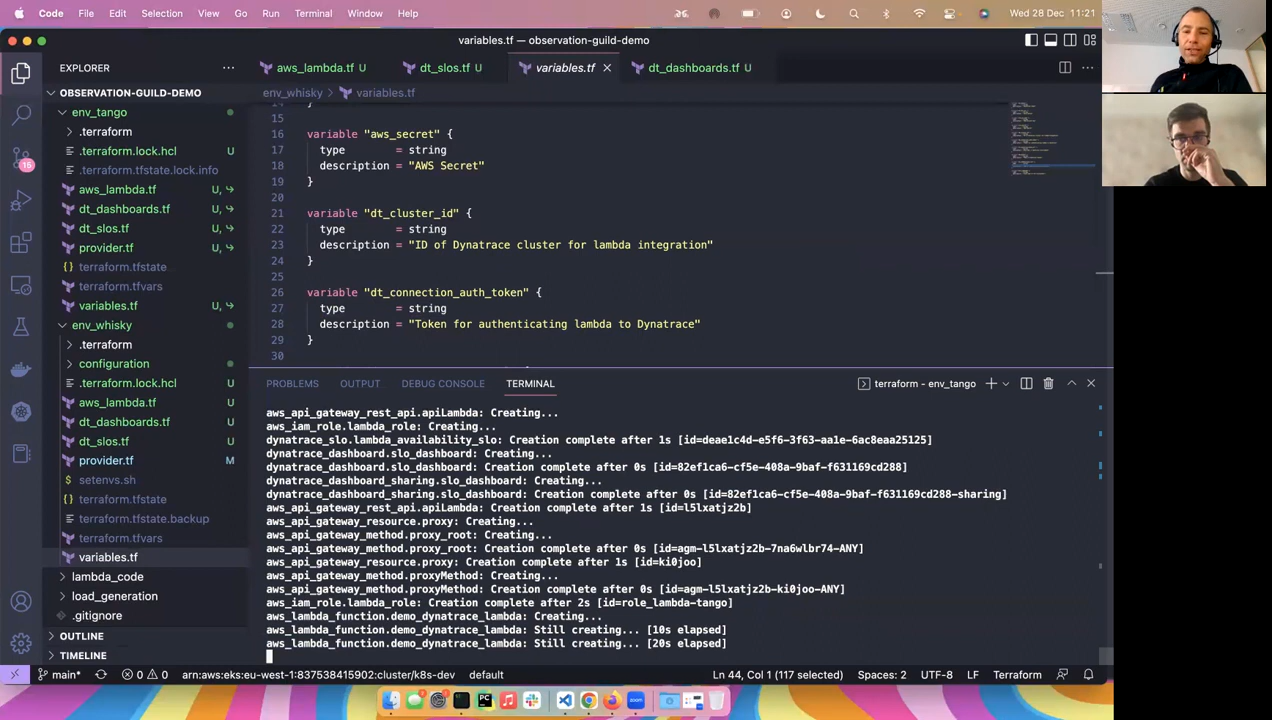 Code File Edit Selection View Go Run Terminal Window Help Wed 28 Dec 11:21
variables.tf — observation-guild-demo
EXPLORER
OBSERVATION-GUILD-DEMO
env_tango
.terraform
.terraform.lock.hcl U
.terraform.tfstate.lock.info
aws_lambda.tf U,
dt_dashboards.tf U,
dt_slos.tf U,
provider.tf U,
terraform.tfstate
terraform.tfvars
variables.tf U,
env_whisky
.terraform
configuration
.terraform.lock.hcl U
aws_lambda.tf U
dt_dashboards.tf U
dt_slos.tf U
provider.tf M
setenvs.sh
terraform.tfstate
terraform.tfstate.backup
terraform.tfvars
variables.tf
lambda_code
load_generation
.gitignore
OUTLINE
TIMELINE
15
aws_lambda.tf U dt_slos.tf U variables.tf dt_dashboards.tf U
env_whisky > variables.tf
14 }
15
16 variable "aws_secret" {
17 type = string
18 description = "AWS Secret"
19 }
20
21 variable "dt_cluster_id" {
22 type = string
23 description = "ID of Dynatrace cluster for lambda integration"
24 }
25
26 variable "dt_connection_auth_token" {
27 type = string
28 description = "Token for authenticating lambda to Dynatrace"
29 }
30
PROBLEMS OUTPUT DEBUG CONSOLE TERMINAL terraform - env_tango
aws_api_gateway_rest_api.apiLambda: Creating...
aws_iam_role.lambda_role: Creating...
dynatrace_slo.lambda_availability_slo: Creation complete after 1s [id=deae1c4d-e5f6-3f63-aa1e-6ac8eaa25125]
dynatrace_dashboard.slo_dashboard: Creating...
dynatrace_dashboard.slo_dashboard: Creation complete after 0s [id=82ef1ca6-cf5e-408a-9baf-f631169cd288]
dynatrace_dashboard_sharing.slo_dashboard: Creating...
dynatrace_dashboard_sharing.slo_dashboard: Creation complete after 0s [id=82ef1ca6-cf5e-408a-9baf-f631169cd288-sharing]
aws_api_gateway_rest_api.apiLambda: Creation complete after 1s [id=l5lxatjz2b]
aws_api_gateway_resource.proxy: Creating...
aws_api_gateway_method.proxy_root: Creating...
aws_api_gateway_method.proxy_root: Creation complete after 0s [id=agm-l5lxatjz2b-7na6wlbr74-ANY]
aws_api_gateway_resource.proxy: Creation complete after 1s [id=ki0joo]
aws_api_gateway_method.proxyMethod: Creating...
aws_api_gateway_method.proxyMethod: Creation complete after 0s [id=agm-l5lxatjz2b-ki0joo-ANY]
aws_iam_role.lambda_role: Creation complete after 2s [id=role_lambda-tango]
aws_lambda_function.demo_dynatrace_lambda: Creating...
aws_lambda_function.demo_dynatrace_lambda: Still creating... [10s elapsed]
aws_lambda_function.demo_dynatrace_lambda: Still creating... [20s elapsed]
main* 0 0 arn:aws:eks:eu-west-1:837538415902:cluster/k8s-dev default Ln 44, Col 1 (117 selected) Spaces: 2 UTF-8 LF Terraform